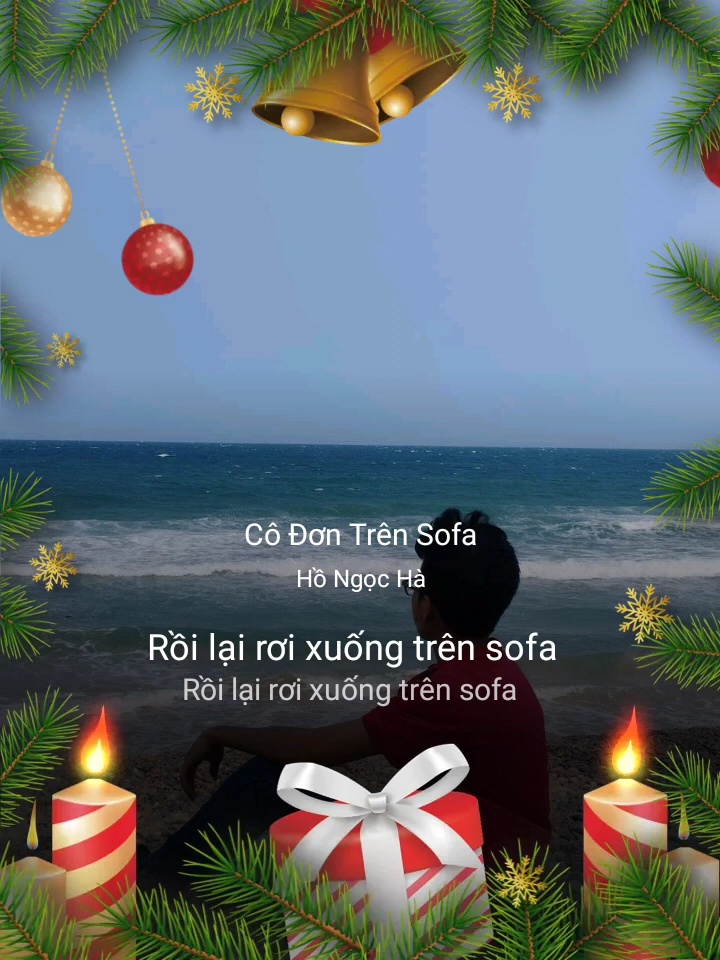 Cô Đơn Trên Sofa
Hồ Ngọc Hà
Rồi lại rơi xuống trên sofa
Rồi lại rơi xuống trên sofa